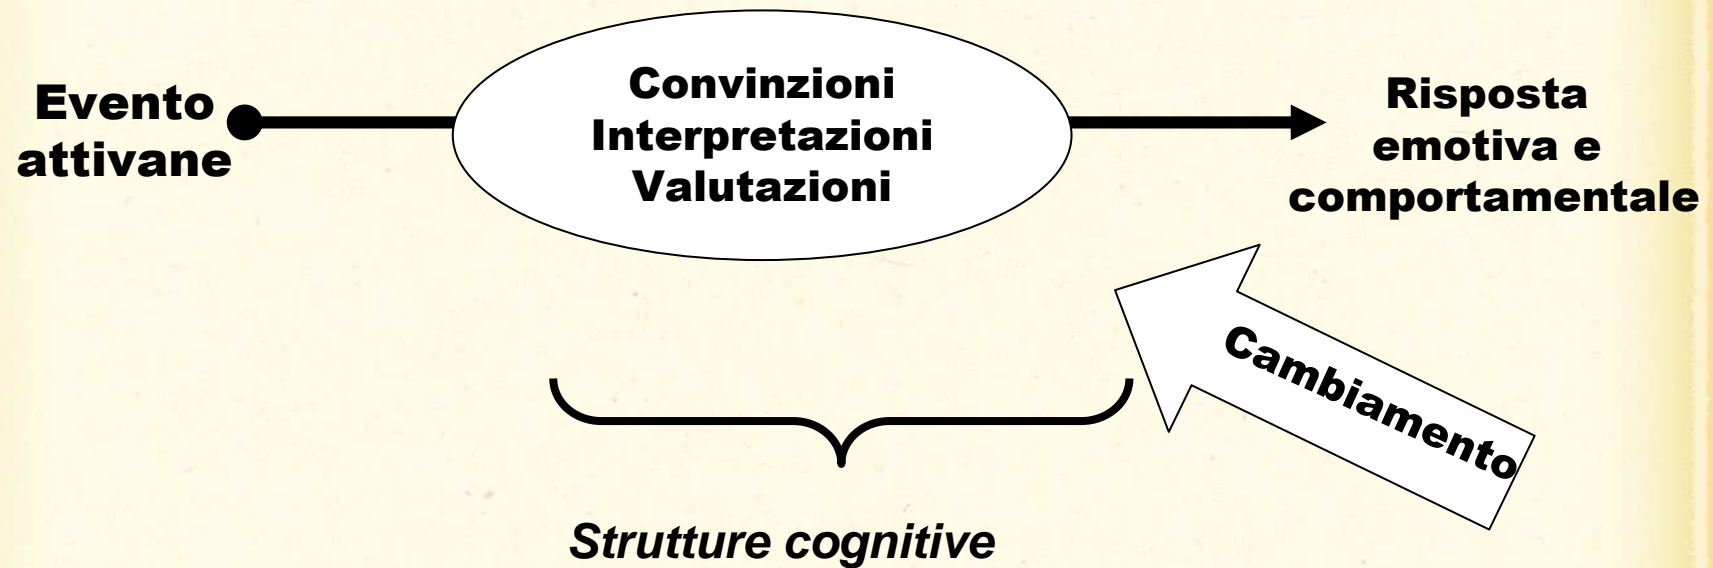 Evento
attivane
Convinzioni
Interpretazioni
Valutazioni
Risposta
emotiva e
comportamentale
Cambiamento
Strutture cognitive